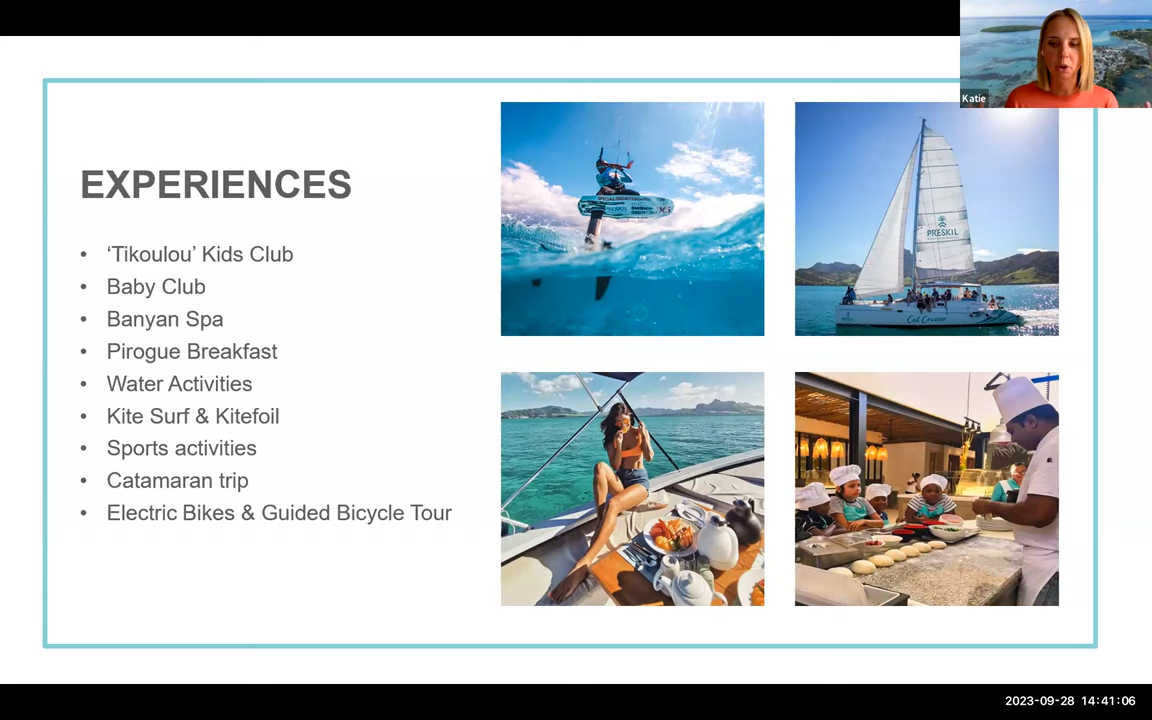 Katie
EXPERIENCES
• ‘Tikoulou’ Kids Club
• Baby Club
• Banyan Spa
• Pirogue Breakfast
• Water Activities
• Kite Surf & Kitefoil
• Sports activities
• Catamaran trip
• Electric Bikes & Guided Bicycle Tour
PRESKIL
Cat Cruiser
2023-09-28 14:41:06